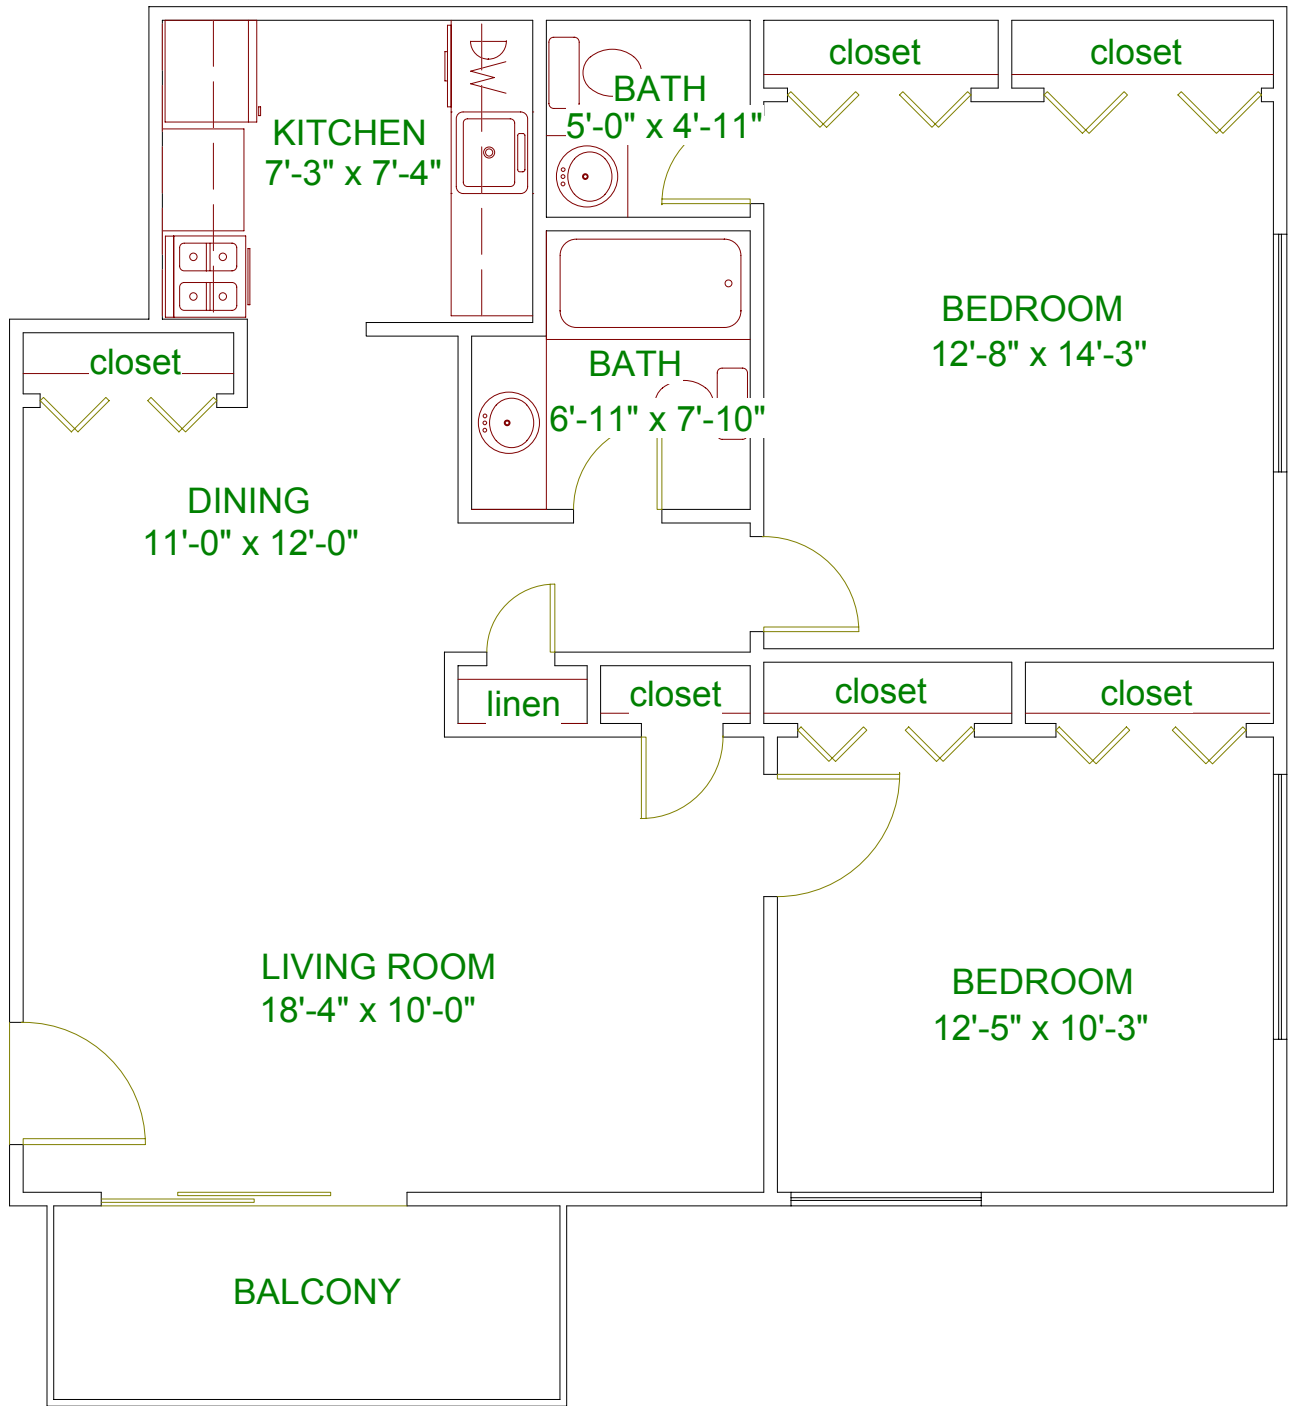 closet
closet
BATH
5'-0" x 4'-11"
KITCHEN
7'-3" x 7'-4"
BEDROOM
12'-8" x 14'-3"
closet
BATH
6'-11" x 7'-10"
DINING
11'-0" x 12'-0"
linen
closet
closet
closet
LIVING ROOM
18'-4" x 10'-0"
BEDROOM
12'-5" x 10'-3"
BALCONY